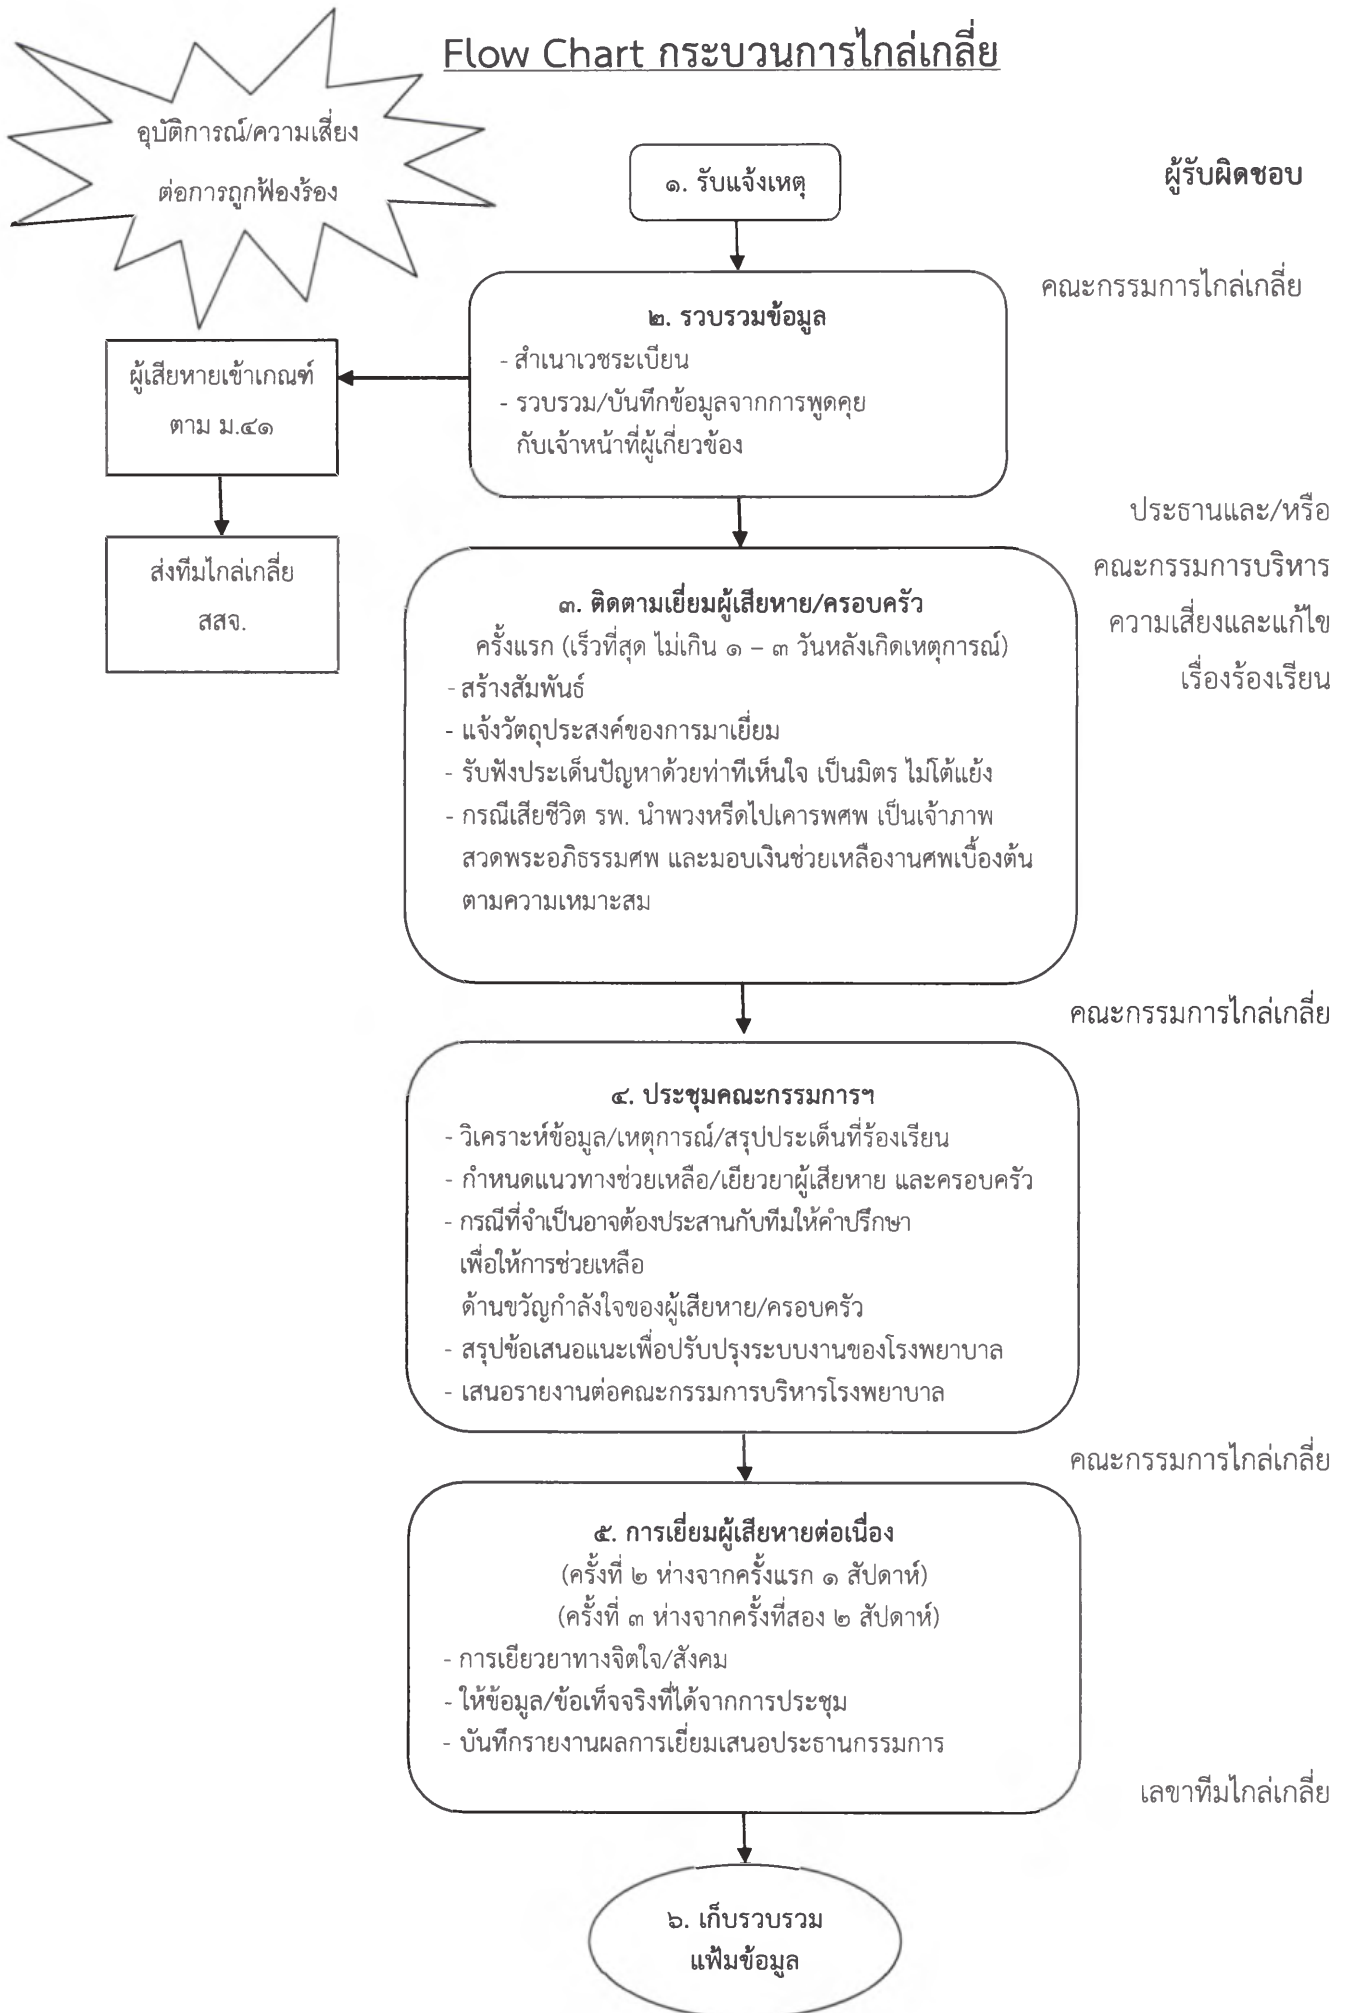 Flow Chart กระบวนการไกล่เกลี่ย
อุบัติการณ์/ความเสี่ยง
ต่อการถูกฟ้องร้อง
๑. รับแจ้งเหตุ
ผู้รับผิดชอบ
คณะกรรมการไกล่เกลี่ย
๒. รวบรวมข้อมูล
- สำเนาเวชระเบียน
- รวบรวม/บันทึกข้อมูลจากการพูดคุย
กับเจ้าหน้าที่ผู้เกี่ยวข้อง
ผู้เสียหายเข้าเกณฑ์
ตาม ม.๔๑
ส่งทีมไกล่เกลี่ย
สสจ.
ประธานและ/หรือ
คณะกรรมการบริหาร
ความเสี่ยงและแก้ไข
เรื่องร้องเรียน
๓. ติดตามเยี่ยมผู้เสียหาย/ครอบครัว
ครั้งแรก (เร็วที่สุด ไม่เกิน ๑ – ๓ วันหลังเกิดเหตุการณ์)
- สร้างสัมพันธ์
- แจ้งวัตถุประสงค์ของการมาเยี่ยม
- รับฟังประเด็นปัญหาด้วยท่าทีเห็นใจ เป็นมิตร ไม่โต้แย้ง
- กรณีเสียชีวิต รพ. นำพวงหรีดไปเคารพศพ เป็นเจ้าภาพ
สวดพระอภิธรรมศพ และมอบเงินช่วยเหลืองานศพเบื้องต้น
ตามความเหมาะสม
คณะกรรมการไกล่เกลี่ย
๔. ประชุมคณะกรรมการฯ
- วิเคราะห์ข้อมูล/เหตุการณ์/สรุปประเด็นที่ร้องเรียน
- กำหนดแนวทางช่วยเหลือ/เยียวยาผู้เสียหาย และครอบครัว
- กรณีที่จำเป็นอาจต้องประสานกับทีมให้คำปรึกษา
เพื่อให้การช่วยเหลือ
ด้านขวัญกำลังใจของผู้เสียหาย/ครอบครัว
- สรุปข้อเสนอแนะเพื่อปรับปรุงระบบงานของโรงพยาบาล
- เสนอรายงานต่อคณะกรรมการบริหารโรงพยาบาล
คณะกรรมการไกล่เกลี่ย
๕. การเยี่ยมผู้เสียหายต่อเนื่อง
(ครั้งที่ ๒ ห่างจากครั้งแรก ๑ สัปดาห์)
(ครั้งที่ ๓ ห่างจากครั้งที่สอง ๒ สัปดาห์)
- การเยียวยาทางจิตใจ/สังคม
- ให้ข้อมูล/ข้อเท็จจริงที่ได้จากการประชุม
- บันทึกรายงานผลการเยี่ยมเสนอประธานกรรมการ
เลขาทีมไกล่เกลี่ย
๖. เก็บรวบรวม
แฟ้มข้อมูล